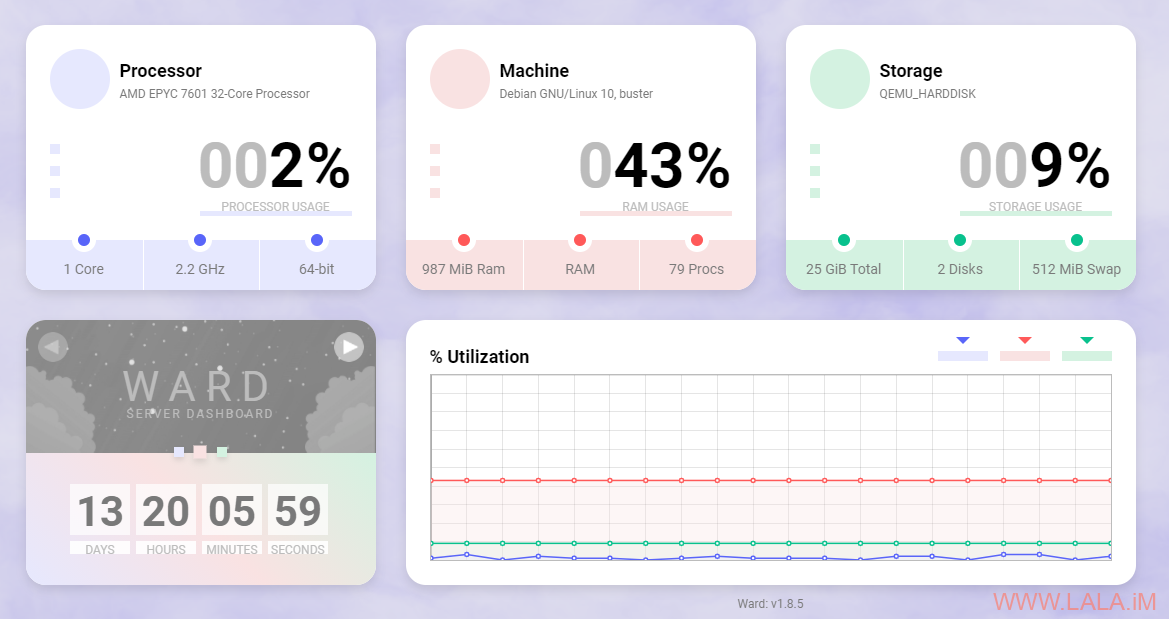 Processor
AMD EPYC 7601 32-Core Processor
002%
PROCESSOR USAGE
1 Core
2.2 GHz
64-bit
Machine
Debian GNU/Linux 10, buster
043%
RAM USAGE
987 MiB Ram
RAM
79 Procs
Storage
QEMU_HARDDISK
009%
STORAGE USAGE
25 GiB Total
2 Disks
512 MiB Swap
WARD
SERVER DASHBOARD
13 20 05 59
DAYS HOURS MINUTES SECONDS
% Utilization
Ward: v1.8.5
WWW.LALA.iM